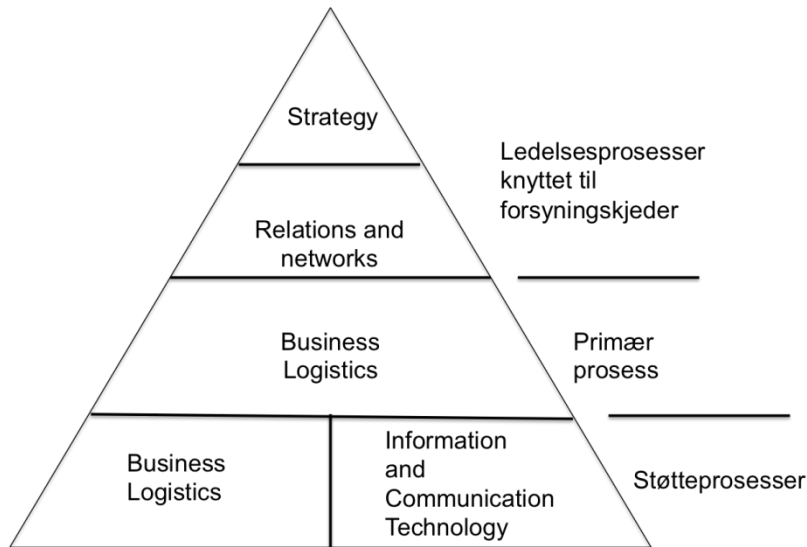 Strategy
Ledelsesprosesser
knyttet til
forsyningskjeder
Relations and
networks
Business
Logistics
Primær
prosess
Business
Logistics
Information
and
Communication
Technology
Støtteprosesser